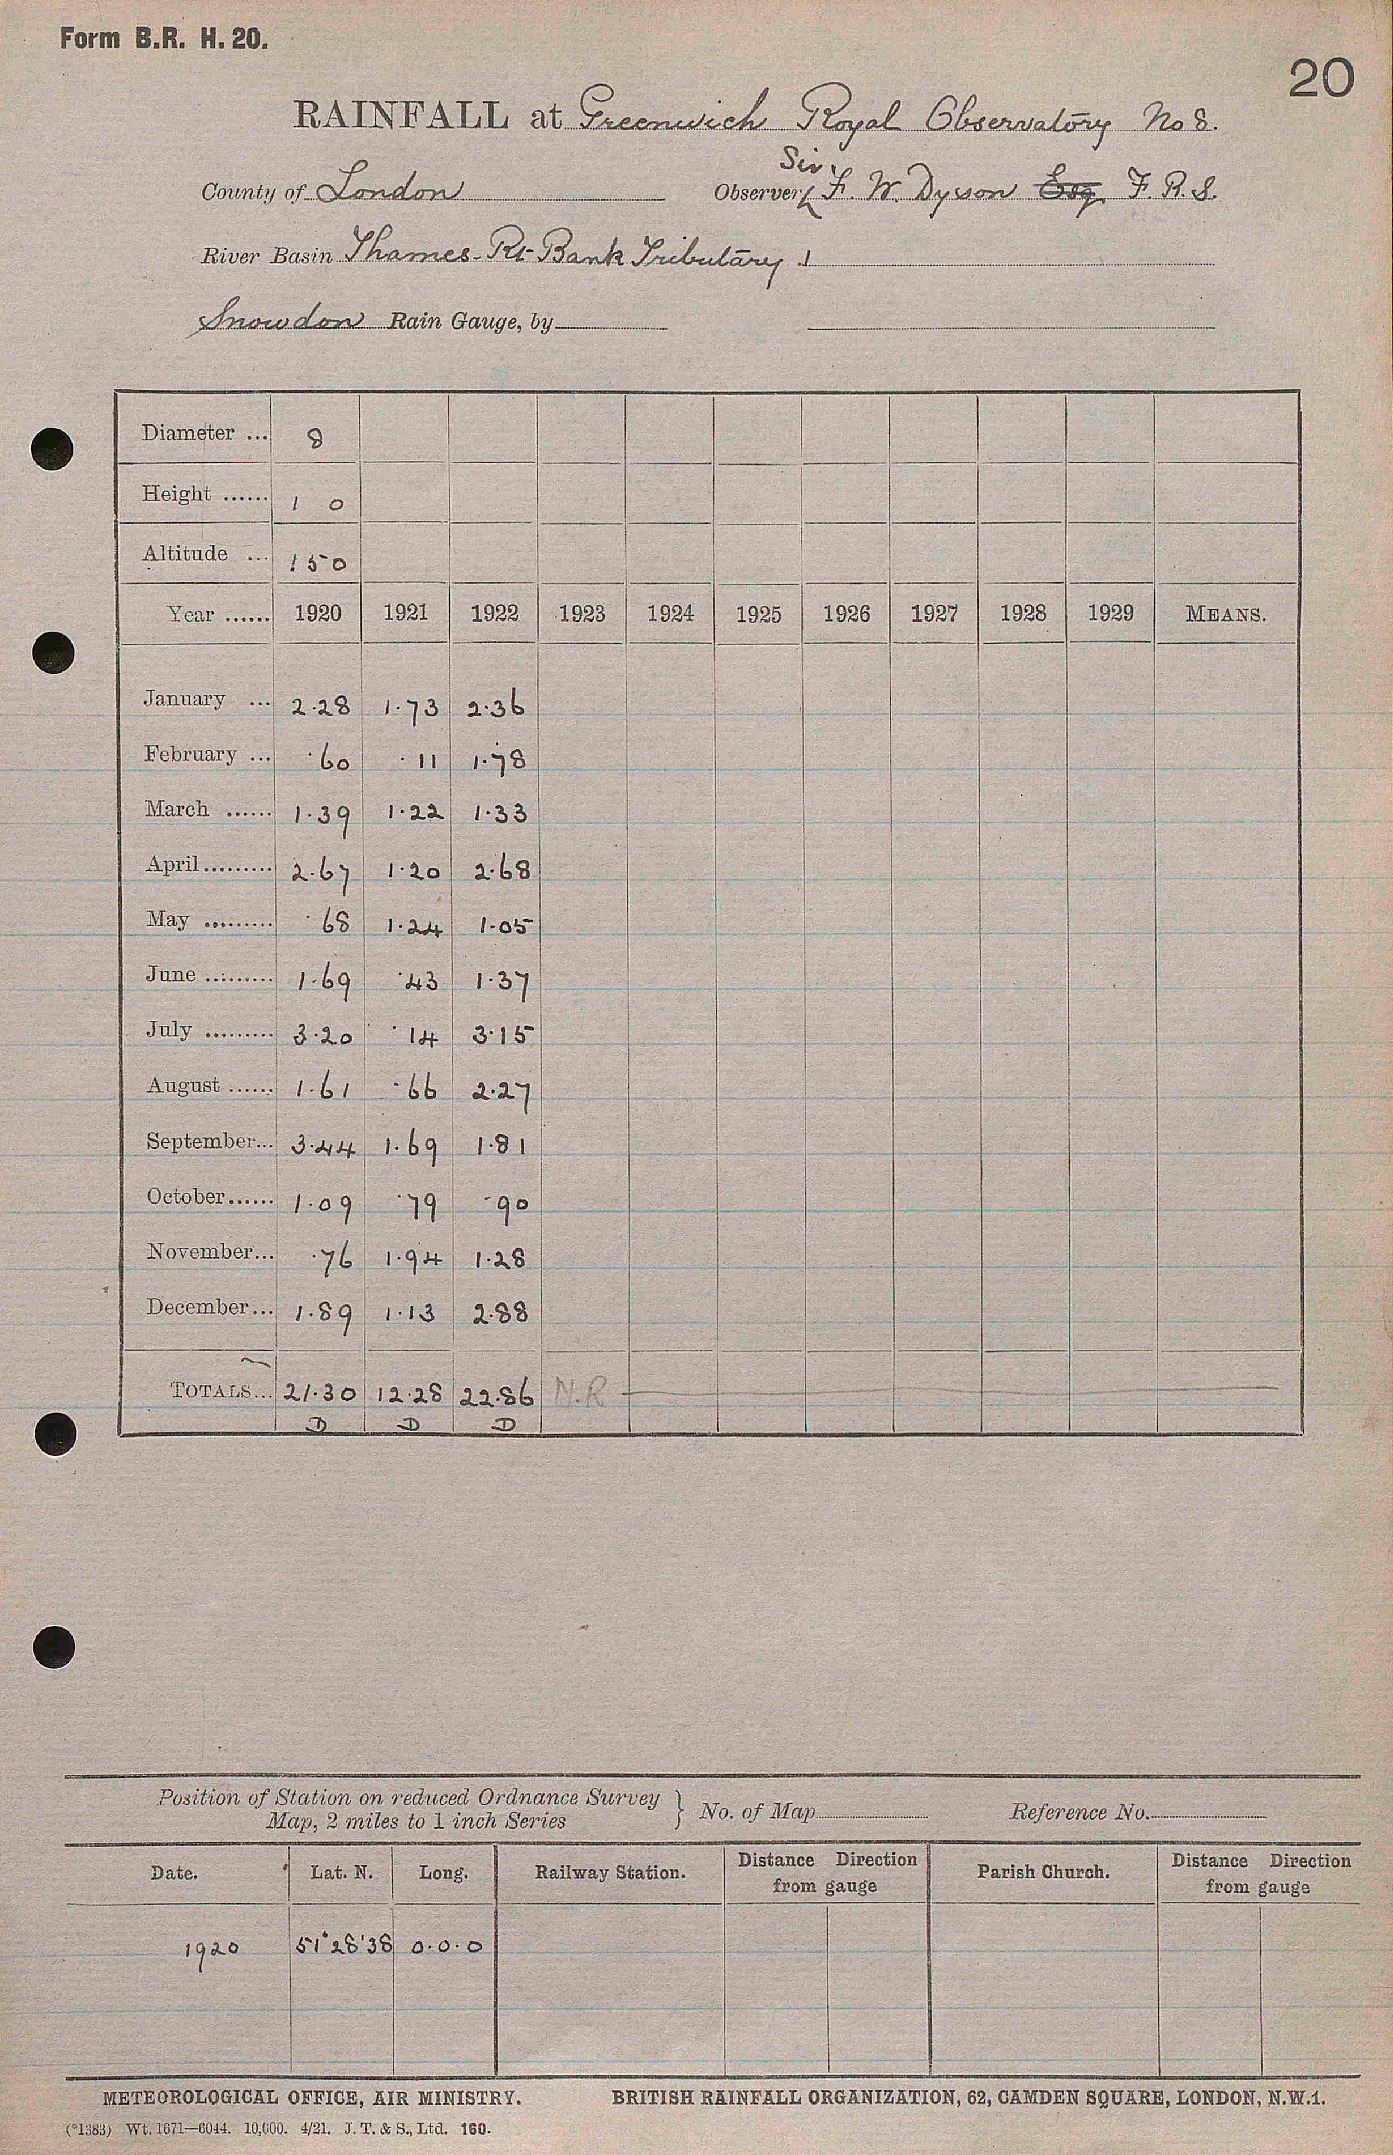 Form B.R. H. 20.
20
RAINFALL at Greenwich Royal Observatory No 8.
Sir
County of London Observer F. W. Dyson Esq F. R. S.
River Basin Thames - Rt Bank Tributary 1
Snowdon Rain Gauge, by
Diameter ... 8
Height ...... 1 0
Altitude ... 150
Year ...... 1920 1921 1922 1923 1924 1925 1926 1927 1928 1929 MEANS.
January ... 2.28 1.73 2.36
February ... .60 .11 1.78
March ...... 1.39 1.22 1.33
April ......... 2.67 1.20 2.68
May ......... .68 1.24 1.05
June ......... 1.69 .43 1.37
July ......... 3.20 .14 3.15
August ...... 1.61 .66 2.27
September... 3.44 1.69 1.81
October...... 1.09 .79 .90
November... .76 1.94 1.28
December... 1.89 1.13 2.88
TOTALS... 21.30 12.28 22.86 N.R
D D D
Position of Station on reduced Ordnance Survey
Map, 2 miles to 1 inch Series } No. of Map Reference No.
Date. Lat. N. Long. Railway Station. Distance Direction from gauge Parish Church. Distance Direction from gauge
1920 51°28'38 0.0.0
METEOROLOGICAL OFFICE, AIR MINISTRY. BRITISH RAINFALL ORGANIZATION, 62, CAMDEN SQUARE, LONDON, N.W.1.
(*1383) Wt. 1671—6044. 10,000. 4/21. J. T. & S., Ltd. 160.